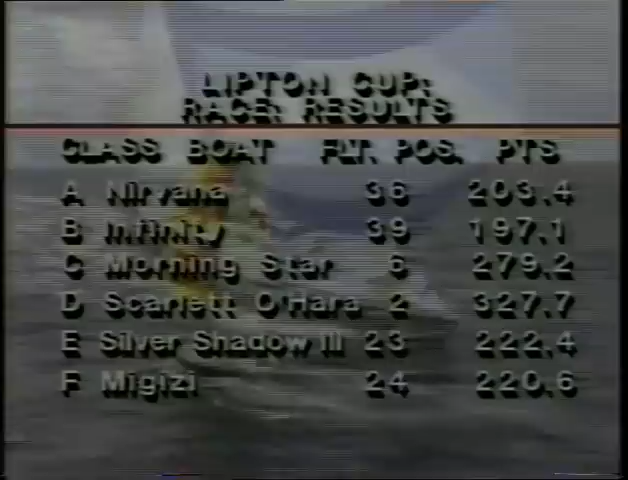 LIPTON CUP:
RACE: RESULTS
CLASS BOAT FLT. POS. PTS
A Nirvana 36 203.4
B Infinity 39 197.1
C Morning Star 6 279.2
D Scarlett O'Hara 2 327.7
E Silver Shadow III 23 222.4
F Migizi 24 220.6